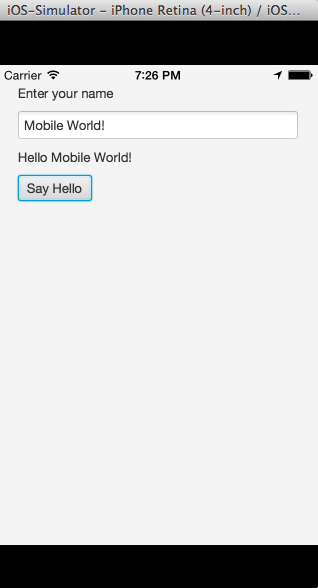 iOS-Simulator - iPhone Retina (4-inch) / iOS...
Carrer 7:26 PM
Enter your name
Mobile World!
Hello Mobile World!
Say Hello